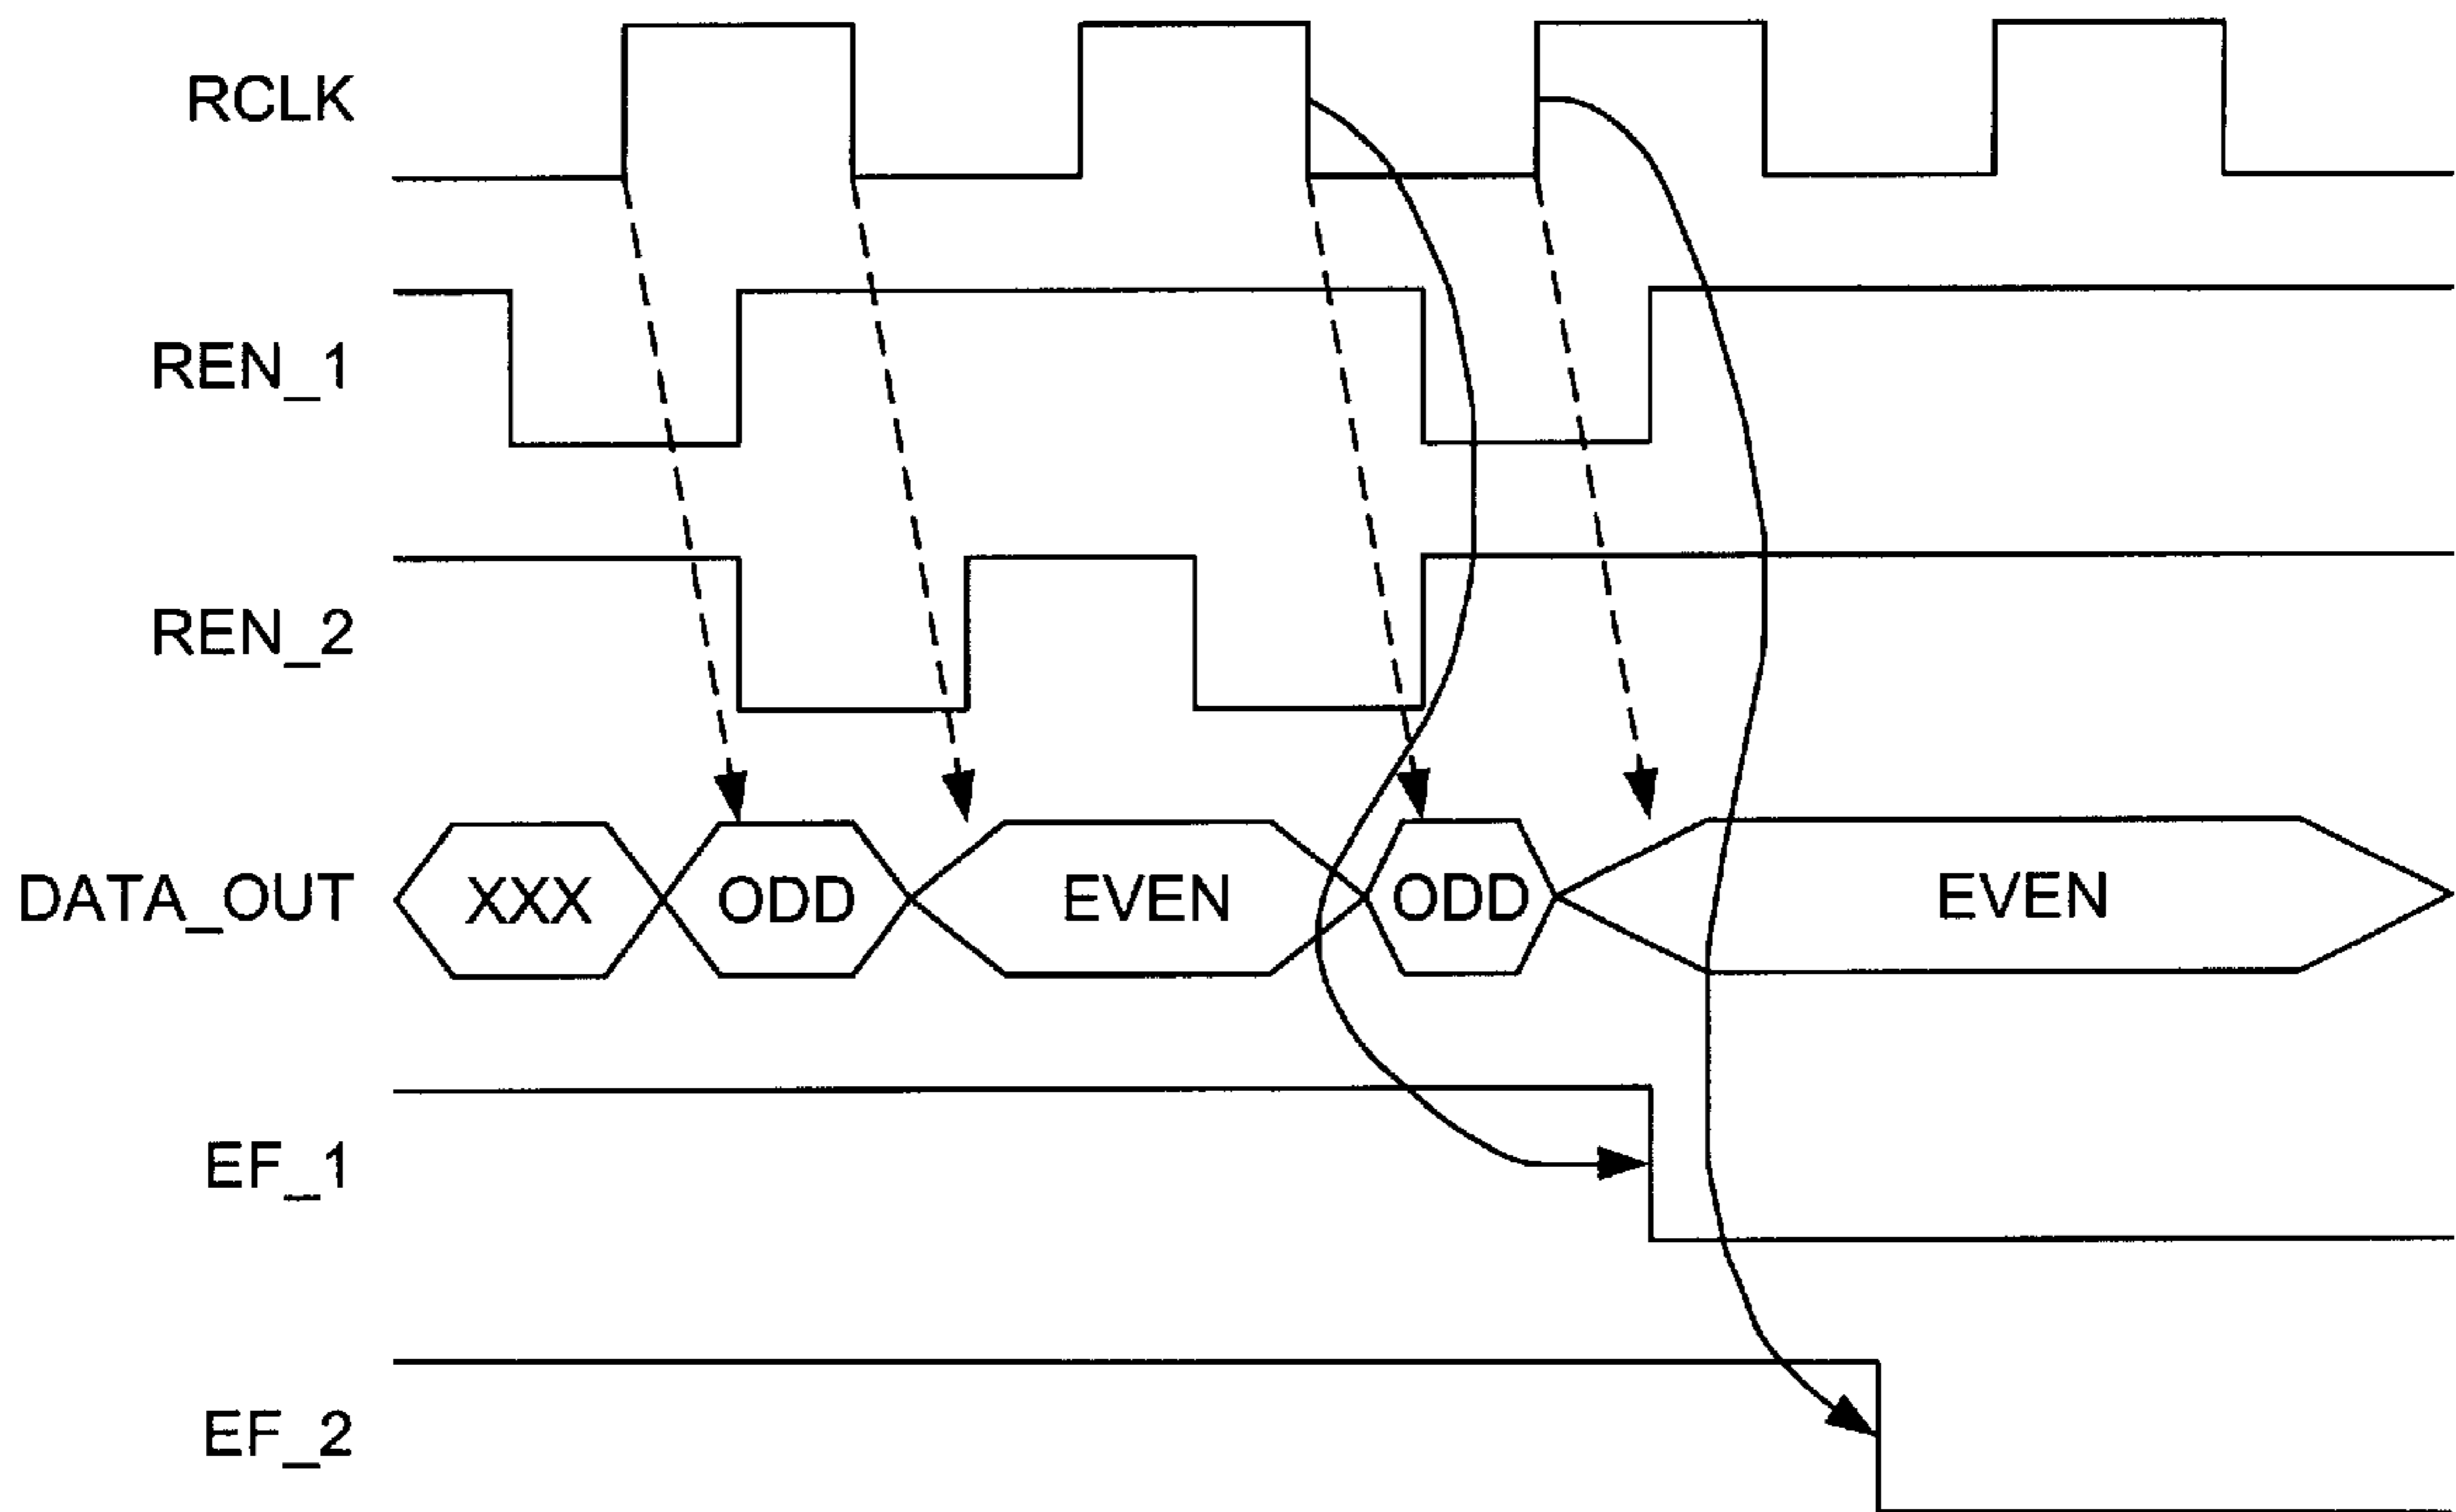 RCLK
REN_1
REN_2
DATA_OUT XXX ODD EVEN ODD EVEN
EF_1
EF_2